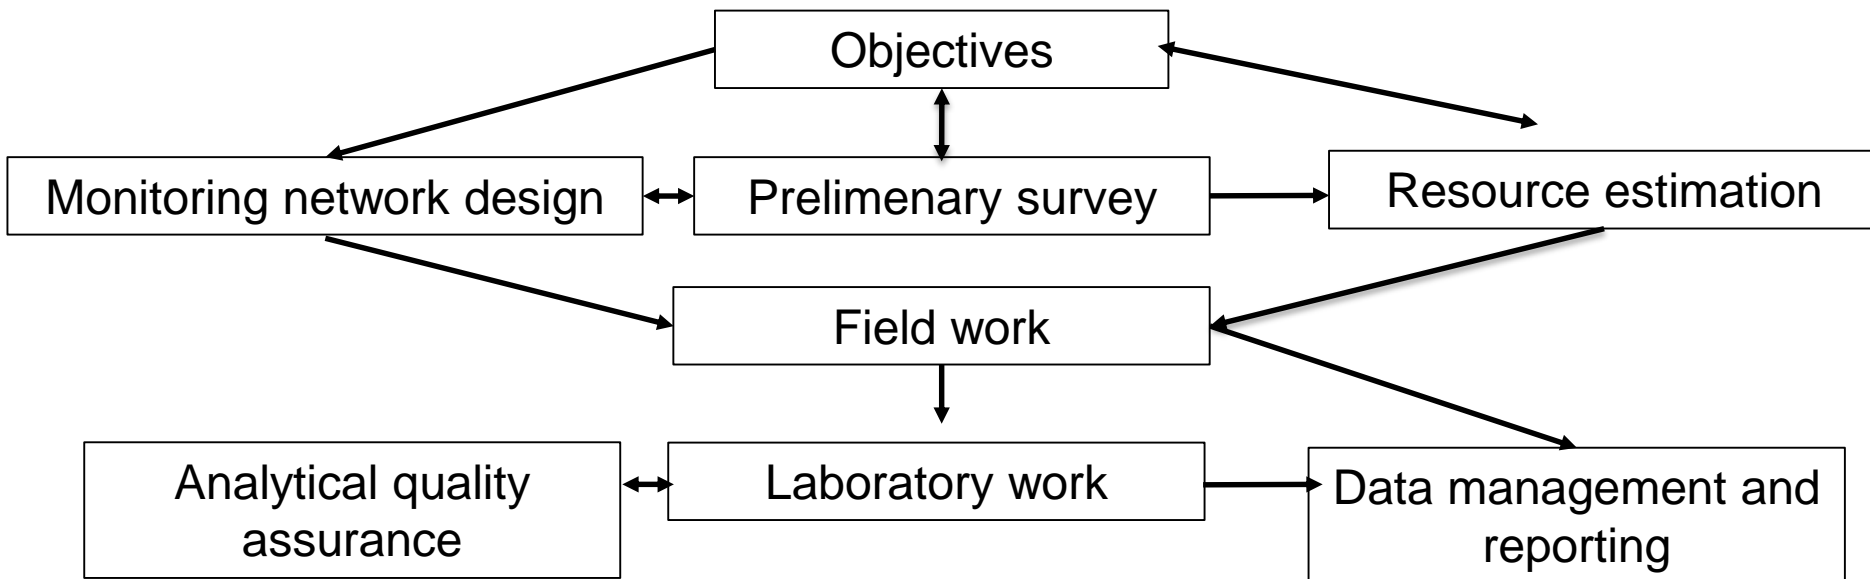 Objectives
Monitoring network design
Prelimenary survey
Resource estimation
Field work
Analytical quality
assurance
Laboratory work
Data management and
reporting